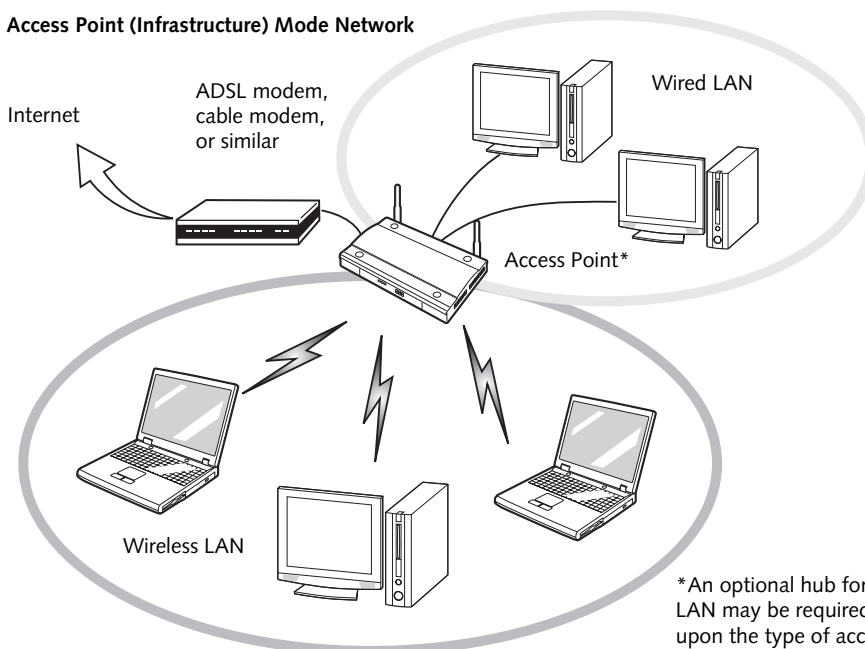 Access Point (Infrastructure) Mode Network
Internet
ADSL modem,
cable modem,
or similar
Wired LAN
Access Point*
Wireless LAN
*An optional hub for
LAN may be required
upon the type of acc